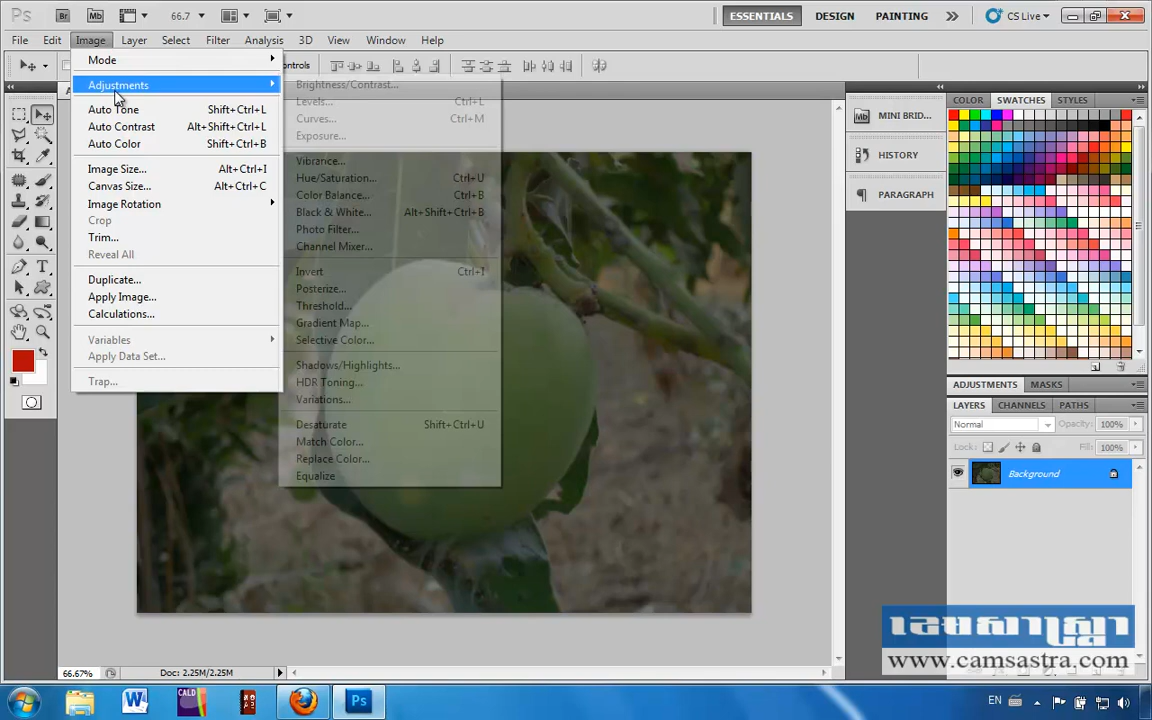 Ps Br Mb 66.7 ESSENTIALS DESIGN PAINTING CS Live
File Edit Image Layer Select Filter Analysis 3D View Window Help
ontrols
Mode
Adjustments
Auto Tone Shift+Ctrl+L
Auto Contrast Alt+Shift+Ctrl+L
Auto Color Shift+Ctrl+B
Image Size... Alt+Ctrl+I
Canvas Size... Alt+Ctrl+C
Image Rotation
Crop
Trim...
Reveal All
Duplicate...
Apply Image...
Calculations...
Variables
Apply Data Set...
Trap...
Brightness/Contrast...
Levels... Ctrl+L
Curves... Ctrl+M
Exposure...
Vibrance...
Hue/Saturation... Ctrl+U
Color Balance... Ctrl+B
Black & White... Alt+Shift+Ctrl+B
Photo Filter...
Channel Mixer...
Invert Ctrl+I
Posterize...
Threshold...
Gradient Map...
Selective Color...
Shadows/Highlights...
HDR Toning...
Variations...
Desaturate Shift+Ctrl+U
Match Color...
Replace Color...
Equalize
Mb MINI BRID...
HISTORY
PARAGRAPH
COLOR SWATCHES STYLES
ADJUSTMENTS MASKS
LAYERS CHANNELS PATHS
Normal Opacity: 100%
Lock: Fill: 100%
Background
66.67% Doc: 2.25M/2.25M
www.camsastra.com
W CALD Ps EN